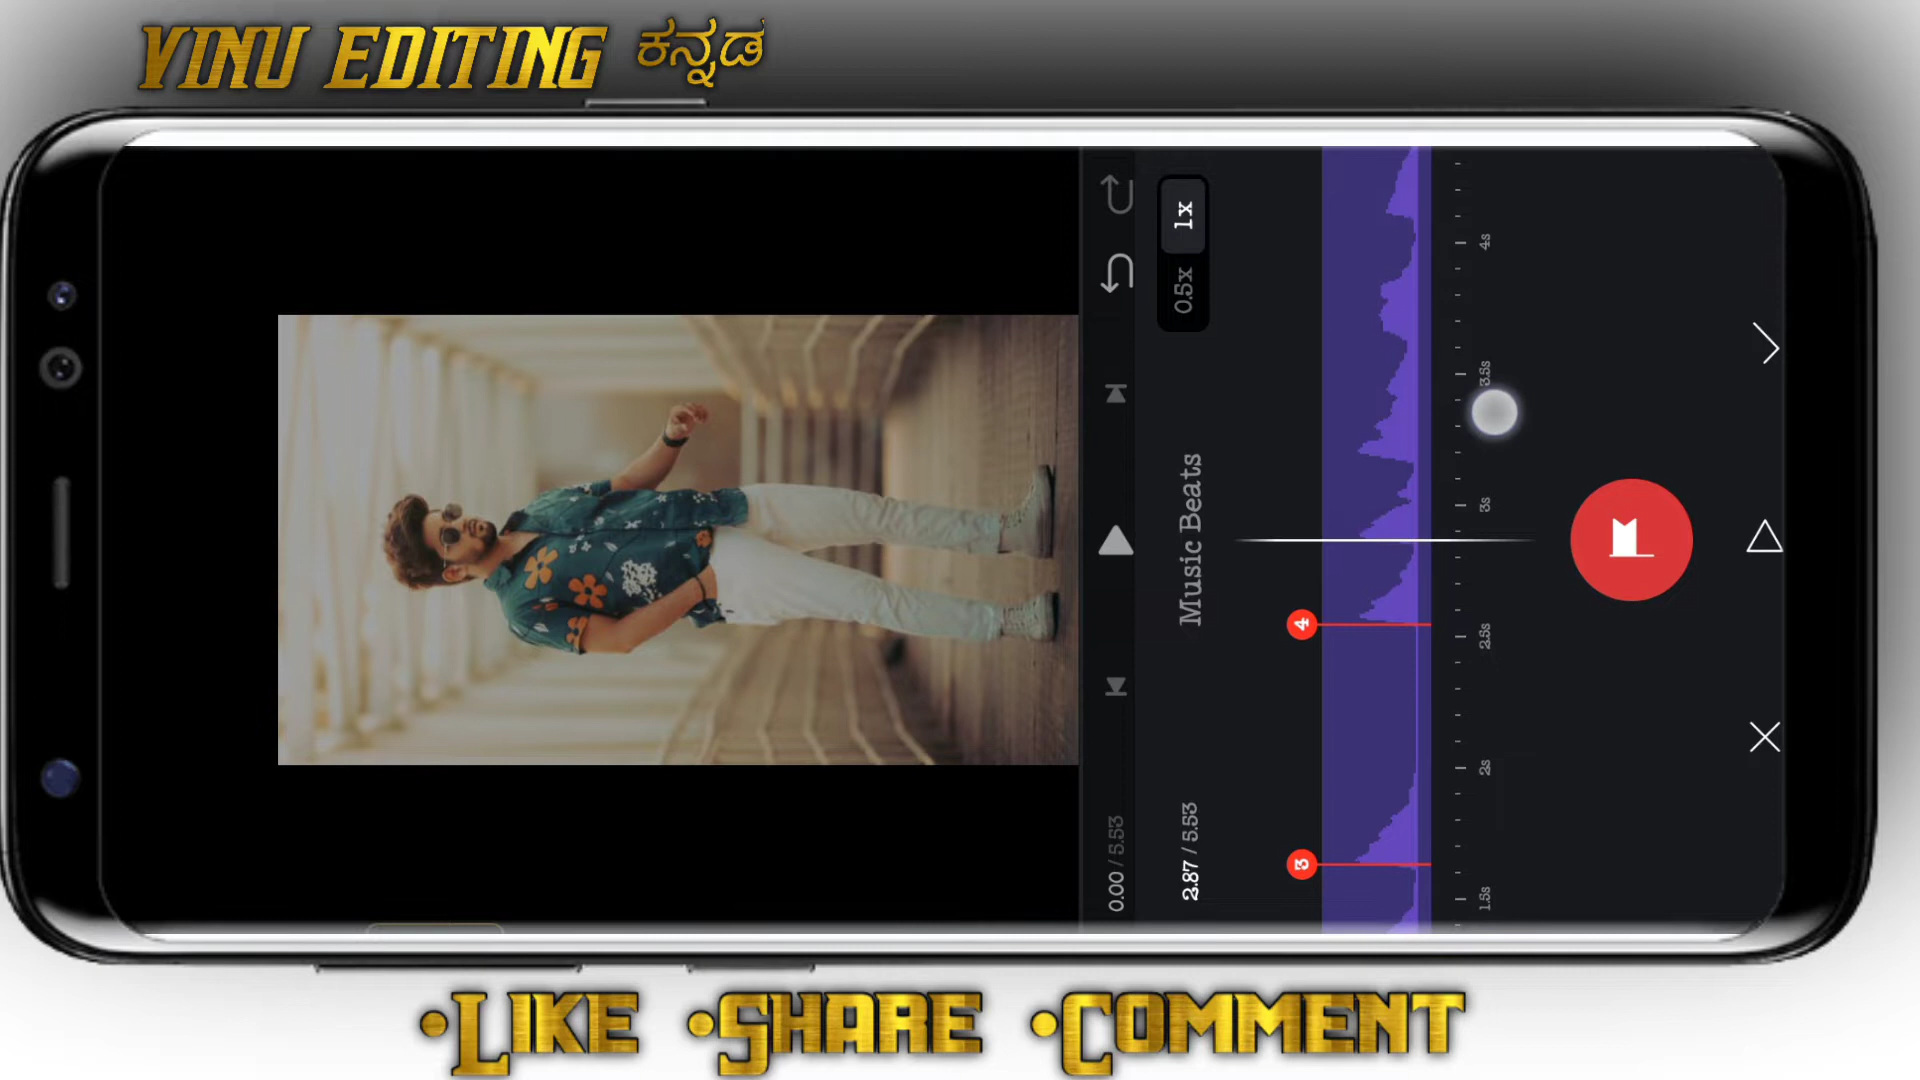 VINU EDITING ಕನ್ನಡ
1x
0.5x
Music Beats
0.00 / 5.53
2.87 / 5.53
4
3
4s
3.5s
3s
2.5s
2s
1.5s
•LIKE •SHARE •COMMENT